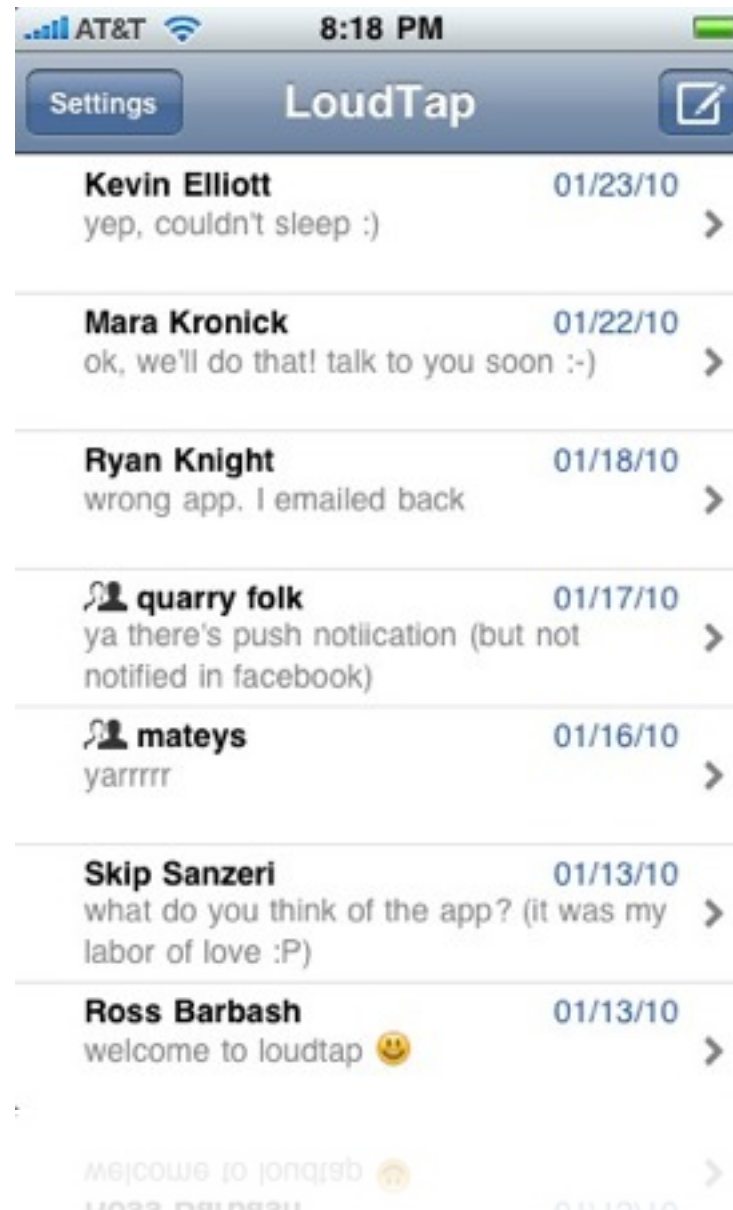 AT&T 8:18 PM
Settings LoudTap
Kevin Elliott 01/23/10
yep, couldn't sleep :)
Mara Kronick 01/22/10
ok, we'll do that! talk to you soon :-)
Ryan Knight 01/18/10
wrong app. I emailed back
quarry folk 01/17/10
ya there's push notiication (but not
notified in facebook)
mateys 01/16/10
yarrrrr
Skip Sanzeri 01/13/10
what do you think of the app? (it was my
labor of love :P)
Ross Barbash 01/13/10
welcome to loudtap 😃
welcome to loudtap